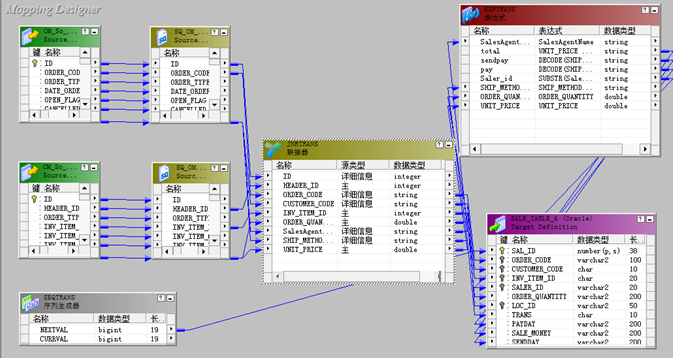 Mapping Designer
OM_So_...
Source...
键 名称
ID
ORDER_COD
ORDER_TYP
DATE_ORDE
OPEN_FLAG
CANCELLED
SQ_OM_...
Source...
名称
ID
ORDER_CODE
ORDER_TYPE
DATE_ORDER
OPEN_FLAG
CANCELLED
EXPTRANS
表达式
名称 表达式 数据类型
SalesAgent... SalesAgentName string
total UNIT_PRICE ... string
sendpay DECODE(SHIP... string
pay DECODE(SHIP... string
Saler_id SUBSTR(Sale... string
SHIP_METHOD... SHIP_METHOD... string
ORDER_QUAN... ORDER_QUANTITY double
UNIT_PRICE UNIT_PRICE double
JNRTRANS
联接器
名称 源类型 数据类型
ID 详细信息 integer
HEADER_ID 主 integer
ORDER_CODE 详细信息 string
CUSTOMER_CODE 详细信息 string
INV_ITEM_ID 主 integer
ORDER_QUAN... 主 double
SalesAgent... 详细信息 string
SHIP_METHO... 详细信息 string
UNIT_PRICE 主 double
OM_So_...
Source...
键 名称
ID
HEADER_ID
ORDER_TYP
INV_ITEM_
INV_ITEM_
SQ_OM_...
Source...
名称
ID
HEADER_ID
ORDER_TYP
INV_ITEM_
INV_ITEM_
SALE_TABLE_6 (Oracle)
Target Definition
键 名称 数据类型 长...
SAL_ID number(p,s) 38
ORDER_CODE varchar2 100
CUSTOMER_CODE char 10
INV_ITEM_ID char 20
SALER_ID varchar2 20
ORDER_QUANTITY varchar2 200
LOC_ID varchar2 50
TRANS char 10
PAYDAY varchar2 200
SALE_MONEY varchar2 200
SENDDAY varchar2 200
SEQTRANS
序列生成器
名称 数据类型 长...
NEXTVAL bigint 19
CURRVAL bigint 19